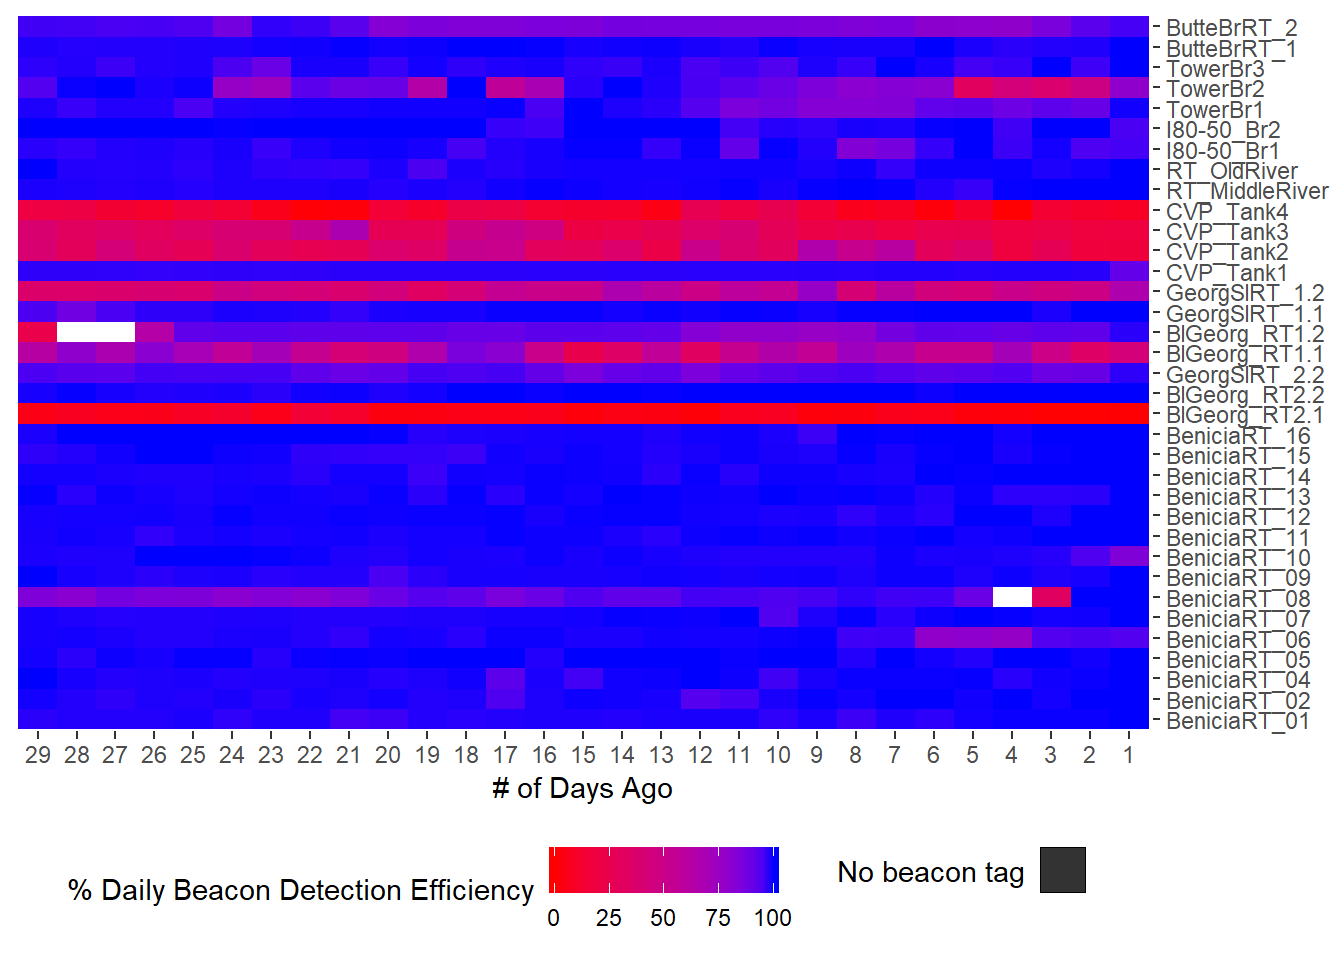 ButteBrRT_2
ButteBrRT_1
TowerBr3
TowerBr2
TowerBr1
I80-50_Br2
I80-50_Br1
RT_OldRiver
RT_MiddleRiver
CVP_Tank4
CVP_Tank3
CVP_Tank2
CVP_Tank1
GeorgSlRT_1.2
GeorgSlRT_1.1
BlGeorg_RT1.2
BlGeorg_RT1.1
GeorgSlRT_2.2
BlGeorg_RT2.2
BlGeorg_RT2.1
BeniciaRT_16
BeniciaRT_15
BeniciaRT_14
BeniciaRT_13
BeniciaRT_12
BeniciaRT_11
BeniciaRT_10
BeniciaRT_09
BeniciaRT_08
BeniciaRT_07
BeniciaRT_06
BeniciaRT_05
BeniciaRT_04
BeniciaRT_02
BeniciaRT_01
29 28 27 26 25 24 23 22 21 20 19 18 17 16 15 14 13 12 11 10 9 8 7 6 5 4 3 2 1
# of Days Ago
% Daily Beacon Detection Efficiency
0 25 50 75 100
No beacon tag